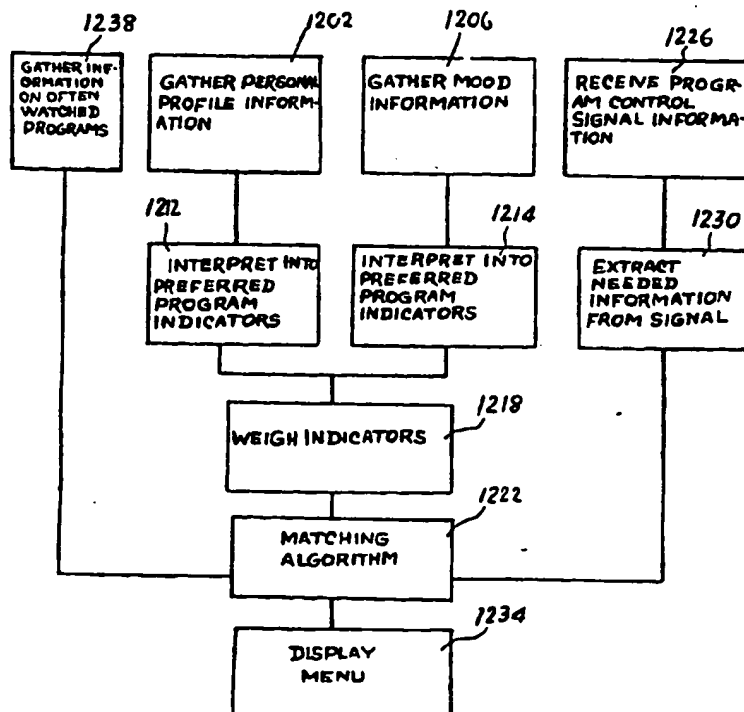 1238
1202
1206
1226
GATHER INF-
ORMATION
ON OFTEN
WATCHED
PROGRAMS
GATHER PERSONAL
PROFILE INFORM-
ATION
GATHER MOOD
INFORMATION
RECEIVE PROGR-
AM CONTROL
SIGNAL INFORMA-
TION
1212
1214
1230
INTERPRET INTO
PREFERRED
PROGRAM
INDICATORS
INTERPRET INTO
PREFERRED
PROGRAM
INDICATORS
EXTRACT
NEEDED
INFORMATION
FROM SIGNAL
1218
WEIGH INDICATORS
1222
MATCHING
ALGORITHM
1234
DISPLAY
MENU